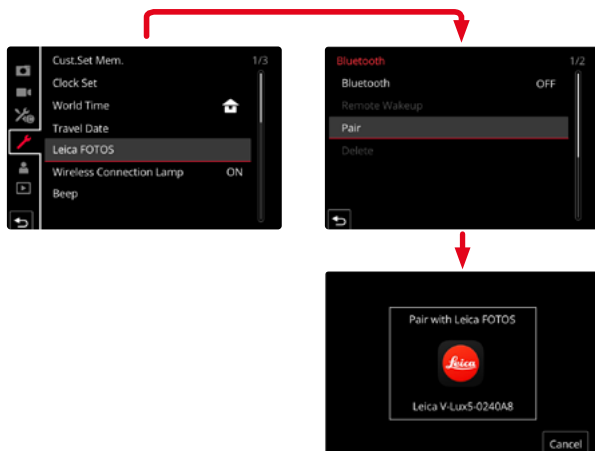 Cust.Set Mem. 1/3
Clock Set
World Time
Travel Date
Leica FOTOS
Wireless Connection Lamp ON
Beep
Bluetooth 1/2
Bluetooth OFF
Remote Wakeup
Pair
Delete
Pair with Leica FOTOS
Leica
Leica V-Lux5-0240A8
Cancel